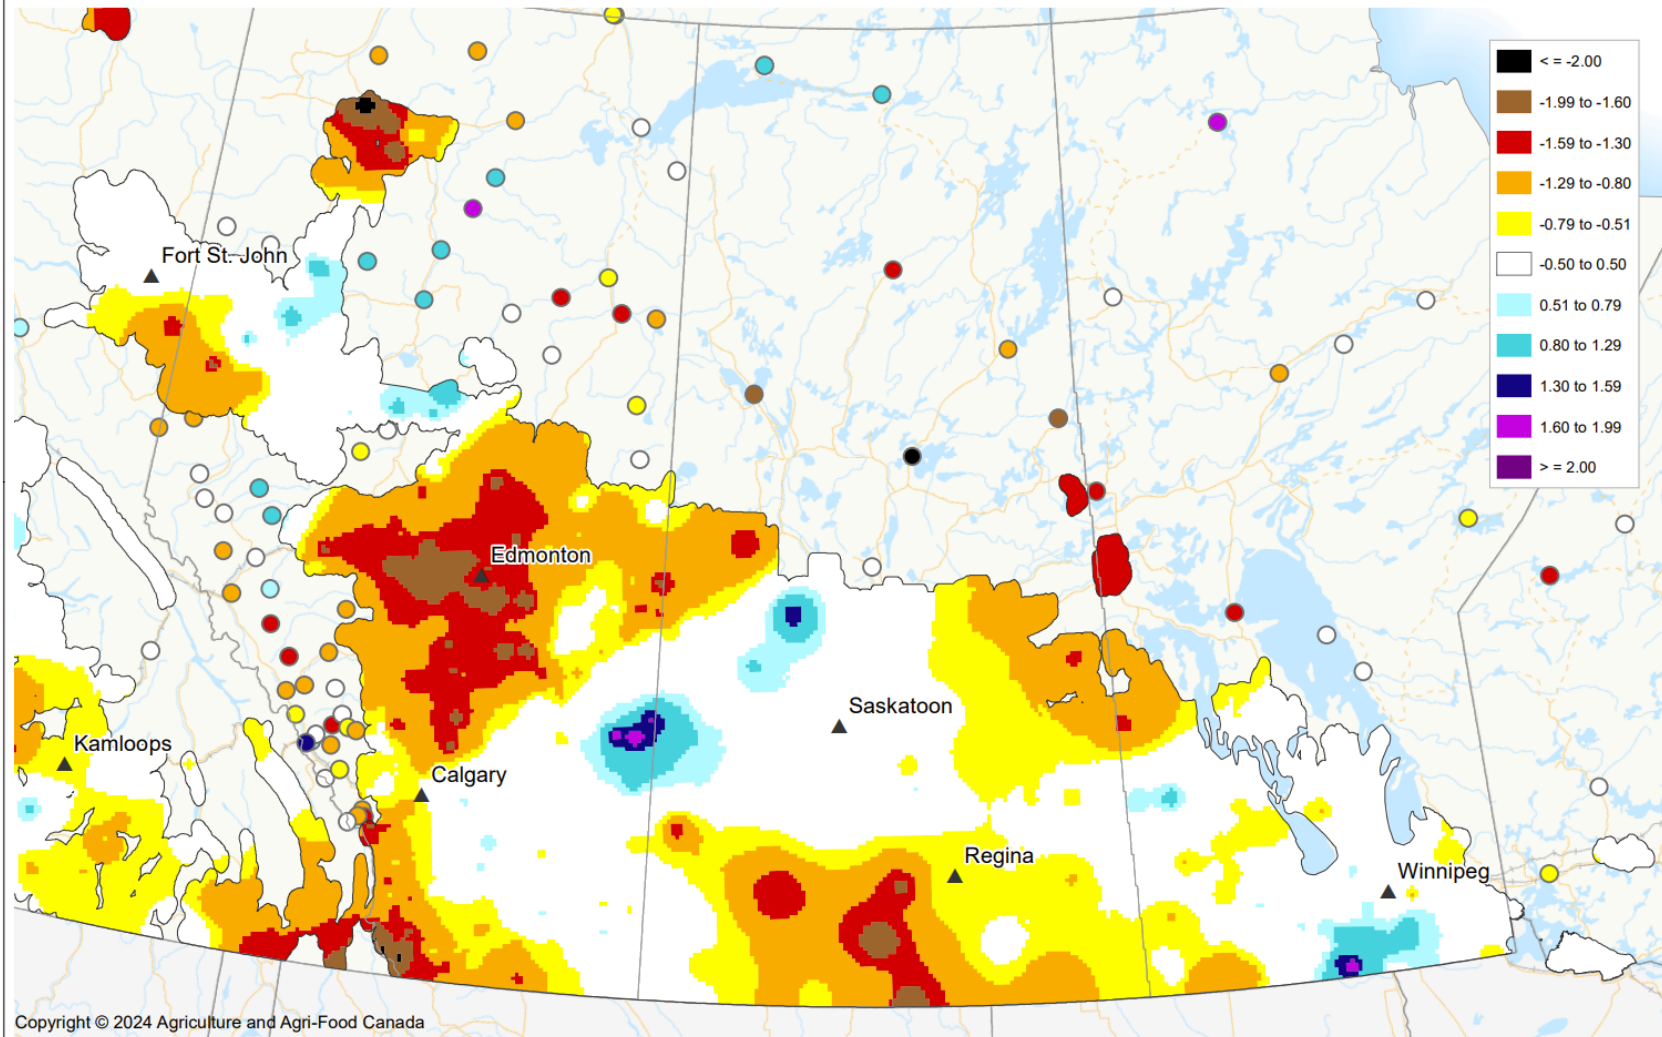 < = -2.00
-1.99 to -1.60
-1.59 to -1.30
-1.29 to -0.80
-0.79 to -0.51
-0.50 to 0.50
0.51 to 0.79
0.80 to 1.29
1.30 to 1.59
1.60 to 1.99
> = 2.00
Fort St. John
Edmonton
Saskatoon
Kamloops
Calgary
Regina
Winnipeg
Copyright © 2024 Agriculture and Agri-Food Canada